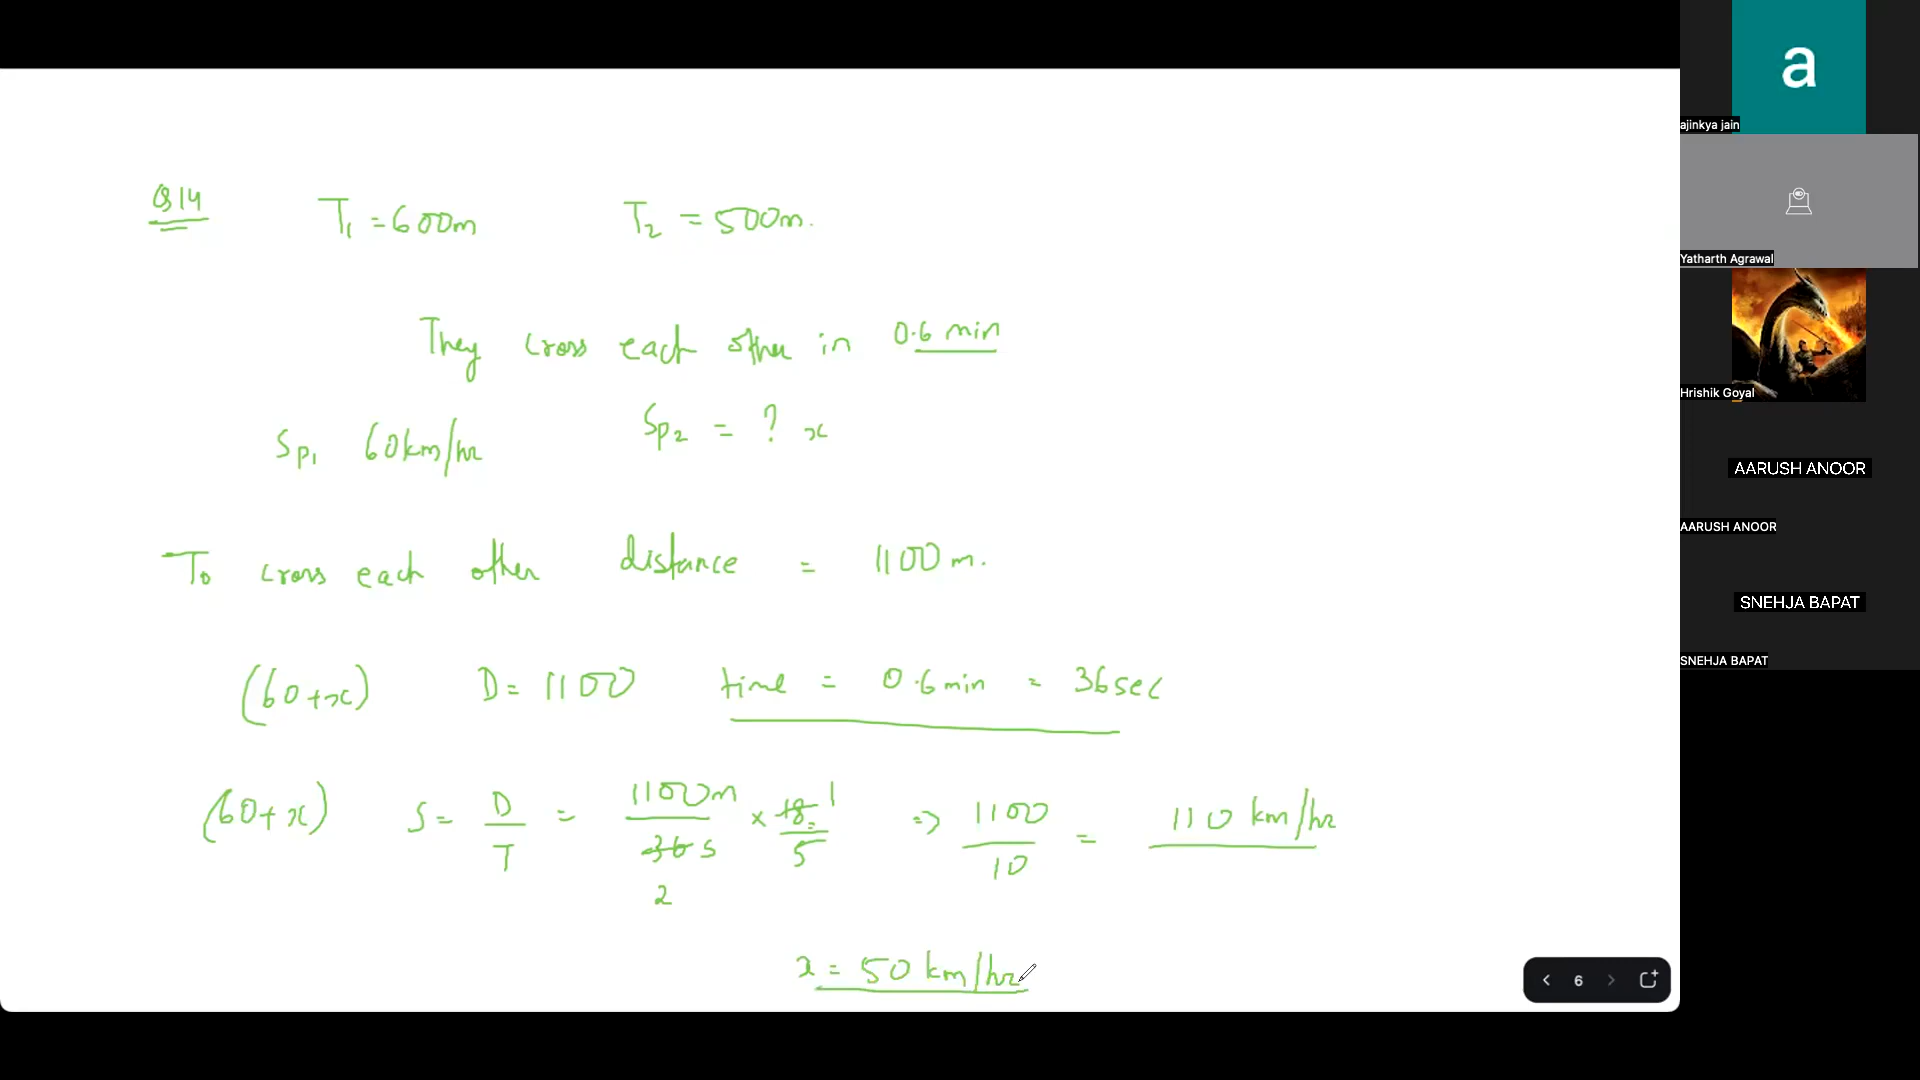 Q14 T1 = 600m T2 = 500m.
They cross each other in 0.6 min
Sp1 60km/hr Sp2 = ? x
To cross each other distance = 1100m.
(60+x) D = 1100 time = 0.6min = 36sec
(60+x) S = D/T = 1100m/36s 2 × 18/5 1 => 1100/10 = 110 km/hr
x = 50 km/hr
6
a
ajinkya jain
Yatharth Agrawal
Hrishik Goyal
AARUSH ANOOR
AARUSH ANOOR
SNEHJA BAPAT
SNEHJA BAPAT